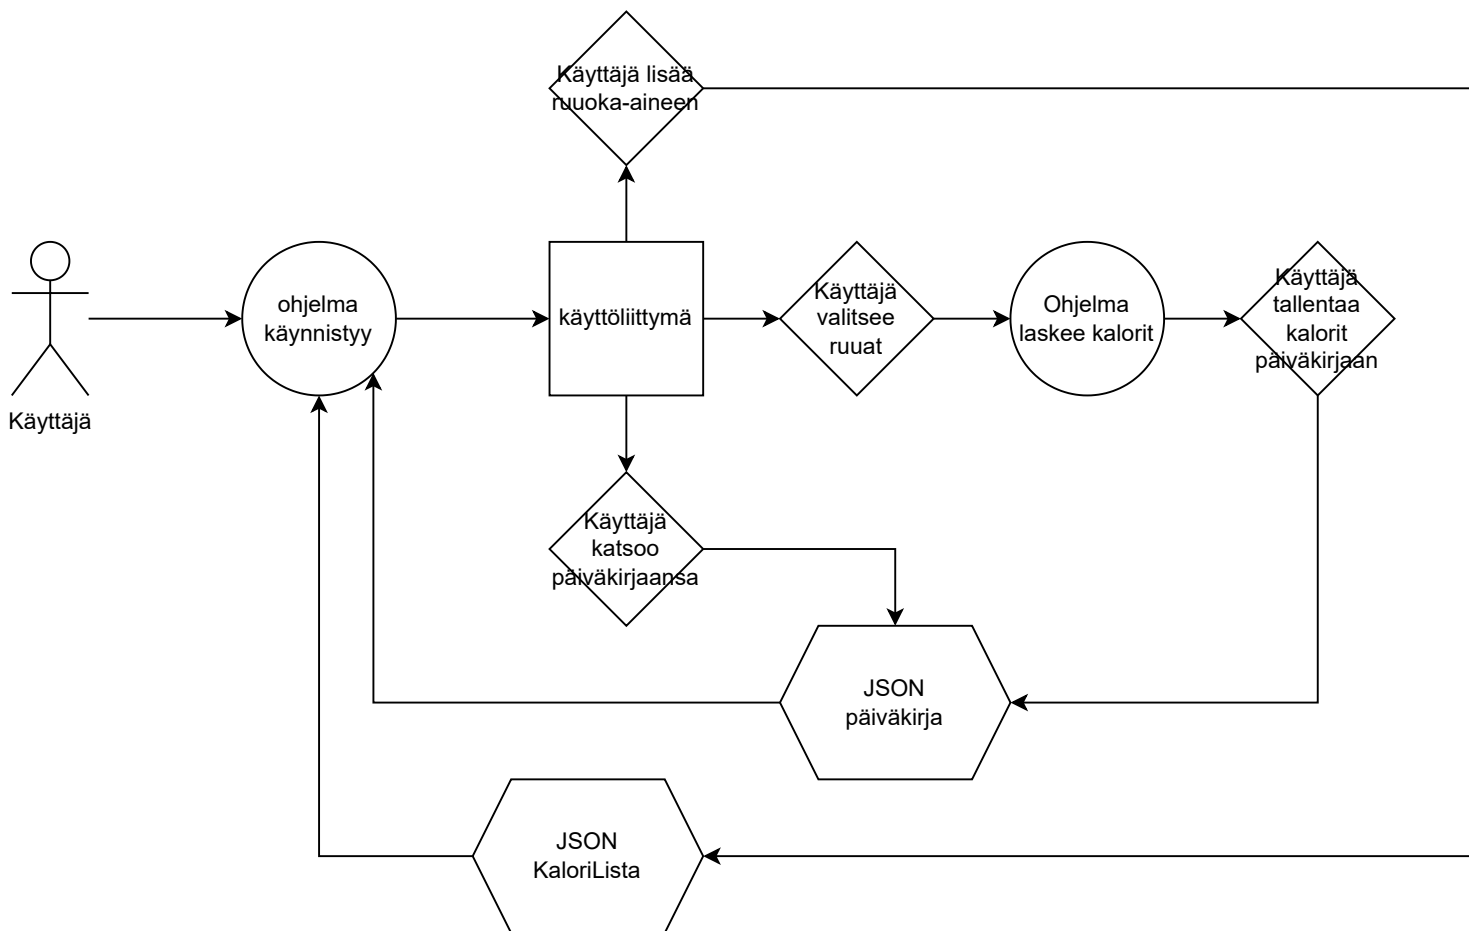 Käyttäjä lisää
ruuoka-aineen
Käyttäjä
ohjelma
käynnistyy
käyttöliittymä
Käyttäjä
valitsee
ruuat
Ohjelma
laskee kalorit
Käyttäjä
tallentaa
kalorit
päiväkirjaan
Käyttäjä
katsoo
päiväkirjaansa
JSON
päiväkirja
JSON
KaloriLista